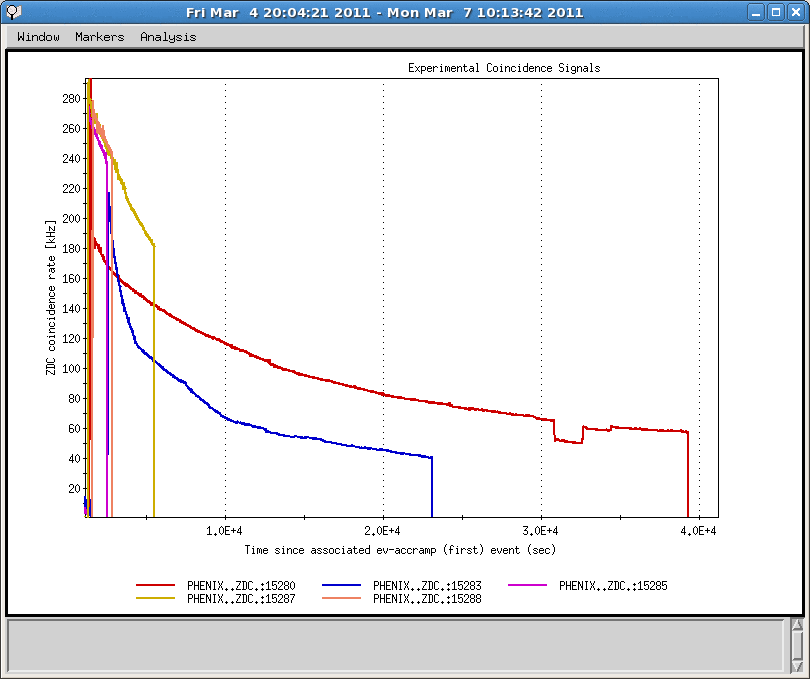 Fri Mar  4 20:04:21 2011 - Mon Mar  7 10:13:42 2011
Window Markers Analysis
Experimental Coincidence Signals
ZDC coincidence rate [kHz]
280
260
240
220
200
180
160
140
120
100
80
60
40
20
1.0E+4 2.0E+4 3.0E+4 4.0E+4
Time since associated ev-accramp (first) event (sec)
PHENIX..ZDC.:15280 PHENIX..ZDC.:15283 PHENIX..ZDC.:15285
PHENIX..ZDC.:15287 PHENIX..ZDC.:15288